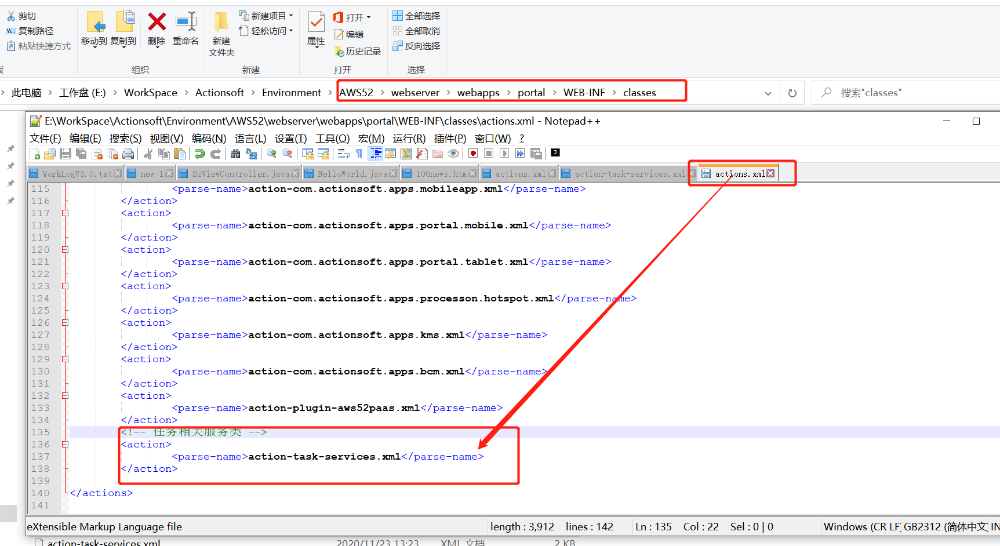 剪切
复制路径
粘贴快捷方式
移动到 复制到 删除 重命名
组织
新建项目
轻松访问
新建
文件夹
新建
属性
打开
编辑
历史记录
打开
全部选择
全部取消
反向选择
选择
此电脑 > 工作盘 (E:) > WorkSpace > Actionsoft > Environment > AWS52 > webserver > webapps > portal > WEB-INF > classes
搜索"classes"
E:\WorkSpace\Actionsoft\Environment\AWS52\webserver\webapps\portal\WEB-INF\classes\actions.xml - Notepad++
文件(F) 编辑(E) 搜索(S) 视图(V) 编码(N) 语言(L) 设置(T) 工具(O) 宏(M) 运行(R) 插件(P) 窗口(W) ?
WorkLogV3.0.txt new 1 SzViewController.java HelloWorld.java 106news.htm actions.xml action-task-services.xml actions.xml
115 <parse-name>action-com.actionsoft.apps.mobileapp.xml</parse-name>
116 </action>
117 <action>
118 <parse-name>action-com.actionsoft.apps.portal.mobile.xml</parse-name>
119 </action>
120 <action>
121 <parse-name>action-com.actionsoft.apps.portal.tablet.xml</parse-name>
122 </action>
123 <action>
124 <parse-name>action-com.actionsoft.apps.processon.hotspot.xml</parse-name>
125 </action>
126 <action>
127 <parse-name>action-com.actionsoft.apps.kms.xml</parse-name>
128 </action>
129 <action>
130 <parse-name>action-com.actionsoft.apps.bcm.xml</parse-name>
131 </action>
132 <action>
133 <parse-name>action-plugin-aws52paas.xml</parse-name>
134 </action>
135 <!-- 任务相关服务类 -->
136 <action>
137 <parse-name>action-task-services.xml</parse-name>
138 </action>
139
140 </actions>
141
eXtensible Markup Language file length : 3,912 lines : 142 Ln : 135 Col : 22 Sel : 0 | 0 Windows (CR LF) GB2312 (简体中文) IN
action-task-services.xml 2020/11/23 13:23 XML 文档 2 KB